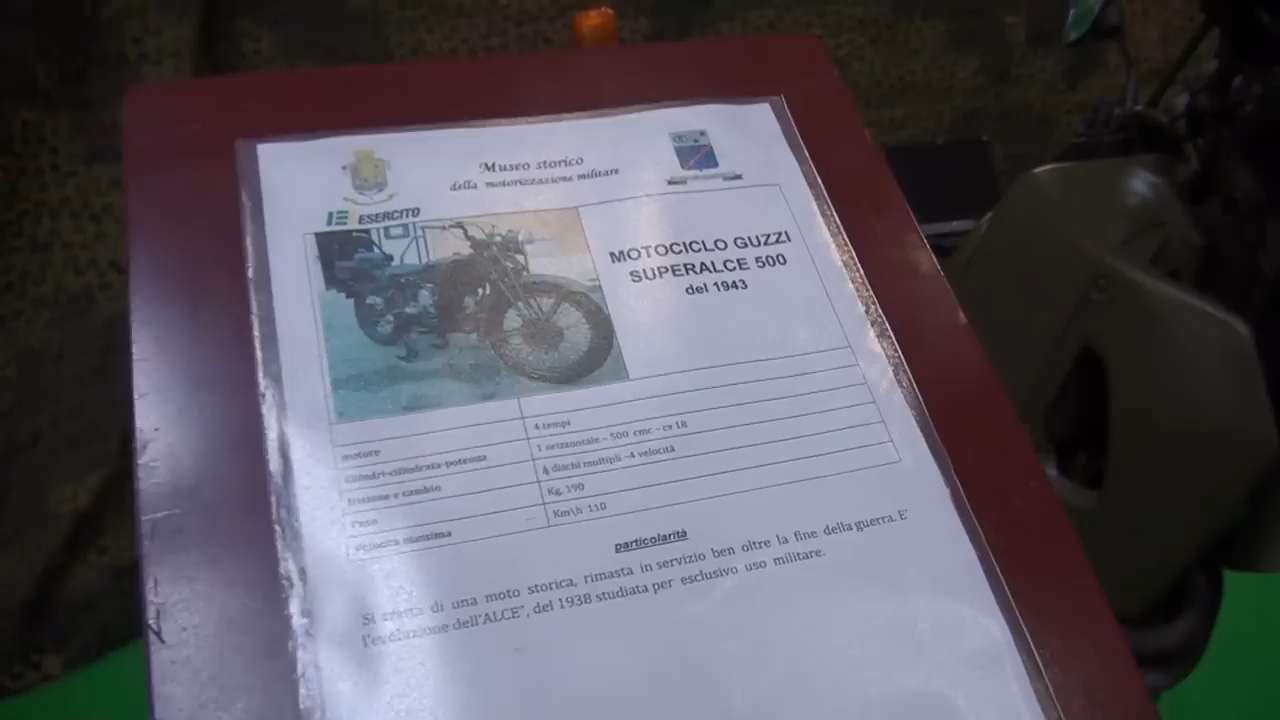 Museo storico
della motorizzazione militare
ESERCITO
MOTOCICLO GUZZI
SUPERALCE 500
del 1943
motore
4 tempi
Cilindri-cilindrata-potenza
1 orizzontale – 500 cmc – cv 18
frizione e cambio
A dischi multipli -4 velocità
Peso
Kg. 190
Velocità massima
Km\h 110
particolarità
Si tratta di una moto storica, rimasta in servizio ben oltre la fine della guerra. E'
l'evoluzione dell'ALCE", del 1938 studiata per esclusivo uso militare.